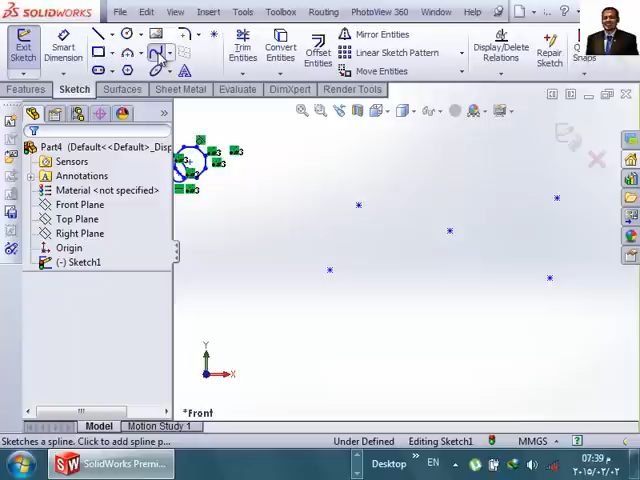 SOLIDWORKS File Edit View Insert Tools Routing PhotoView 360 Window
Exit Sketch
Smart Dimension
Trim Entities
Convert Entities
Offset Entities
Mirror Entities
Linear Sketch Pattern
Move Entities
Display/Delete Relations
Repair Sketch
Features Sketch Surfaces Sheet Metal Evaluate DimXpert Render Tools
Part4 (Default<<Default>_Disp
Sensors
Annotations
Material <not specified>
Front Plane
Top Plane
Right Plane
Origin
(-) Sketch1
Y
X
*Front
Model Motion Study 1
Sketches a spline. Click to add spline p... Under Defined Editing Sketch1 MMGS
SolidWorks Premi... Desktop EN 07:39 م
٢٠١٥/٠٢/٠٢